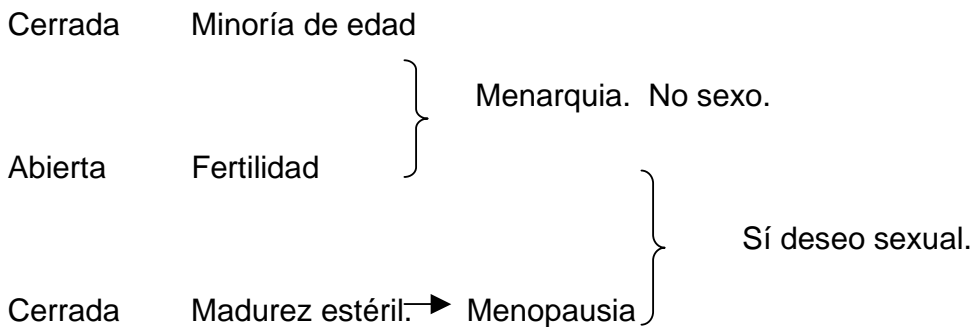 Cerrada Minoría de edad
Menarquia. No sexo.
Abierta Fertilidad
Sí deseo sexual.
Cerrada Madurez estéril. Menopausia